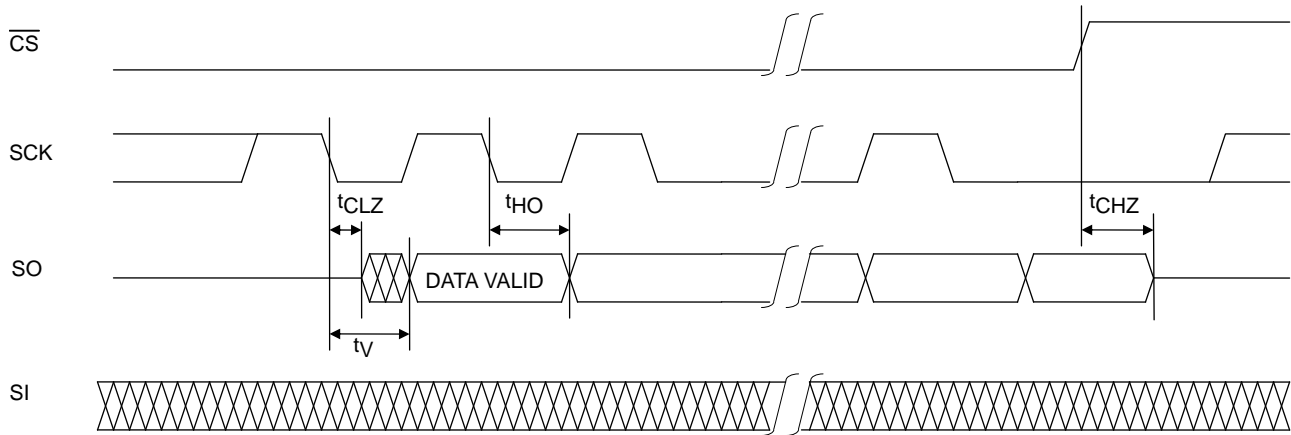 CS
SCK
tCLZ
tHO
tCHZ
SO
DATA VALID
tV
SI